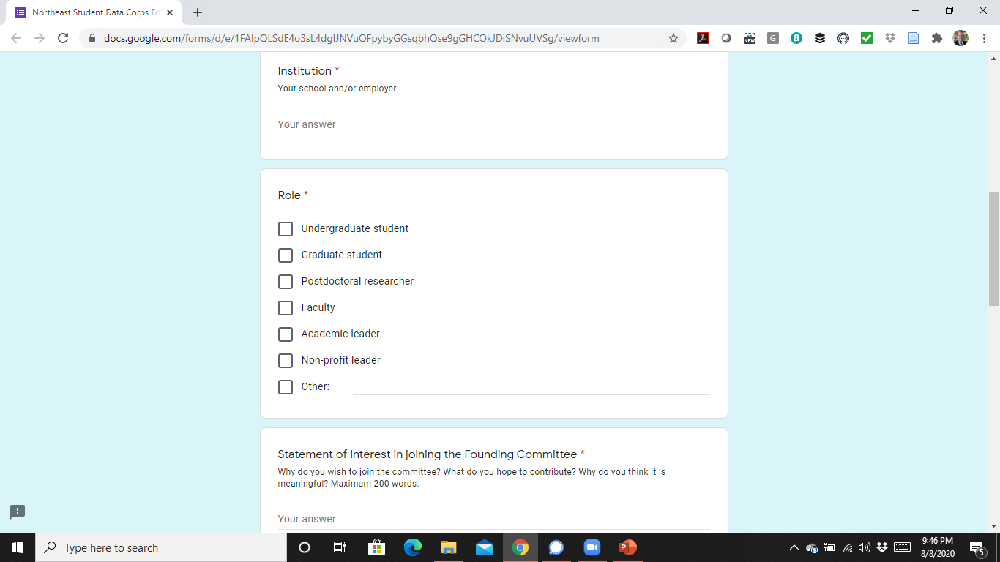 Northeast Student Data Corps Fo
docs.google.com/forms/d/e/1FAIpQLSdE4o3sL4dglJNVuQFpybyGGsqbhQse9gGHCOkJDiSNvuUVSg/viewform
NEW
G
a
Institution *
Your school and/or employer
Your answer
Role *
Undergraduate student
Graduate student
Postdoctoral researcher
Faculty
Academic leader
Non-profit leader
Other:
Statement of interest in joining the Founding Committee *
Why do you wish to join the committee? What do you hope to contribute? Why do you think it is
meaningful? Maximum 200 words.
Your answer
Type here to search
P
9:46 PM
8/8/2020
5